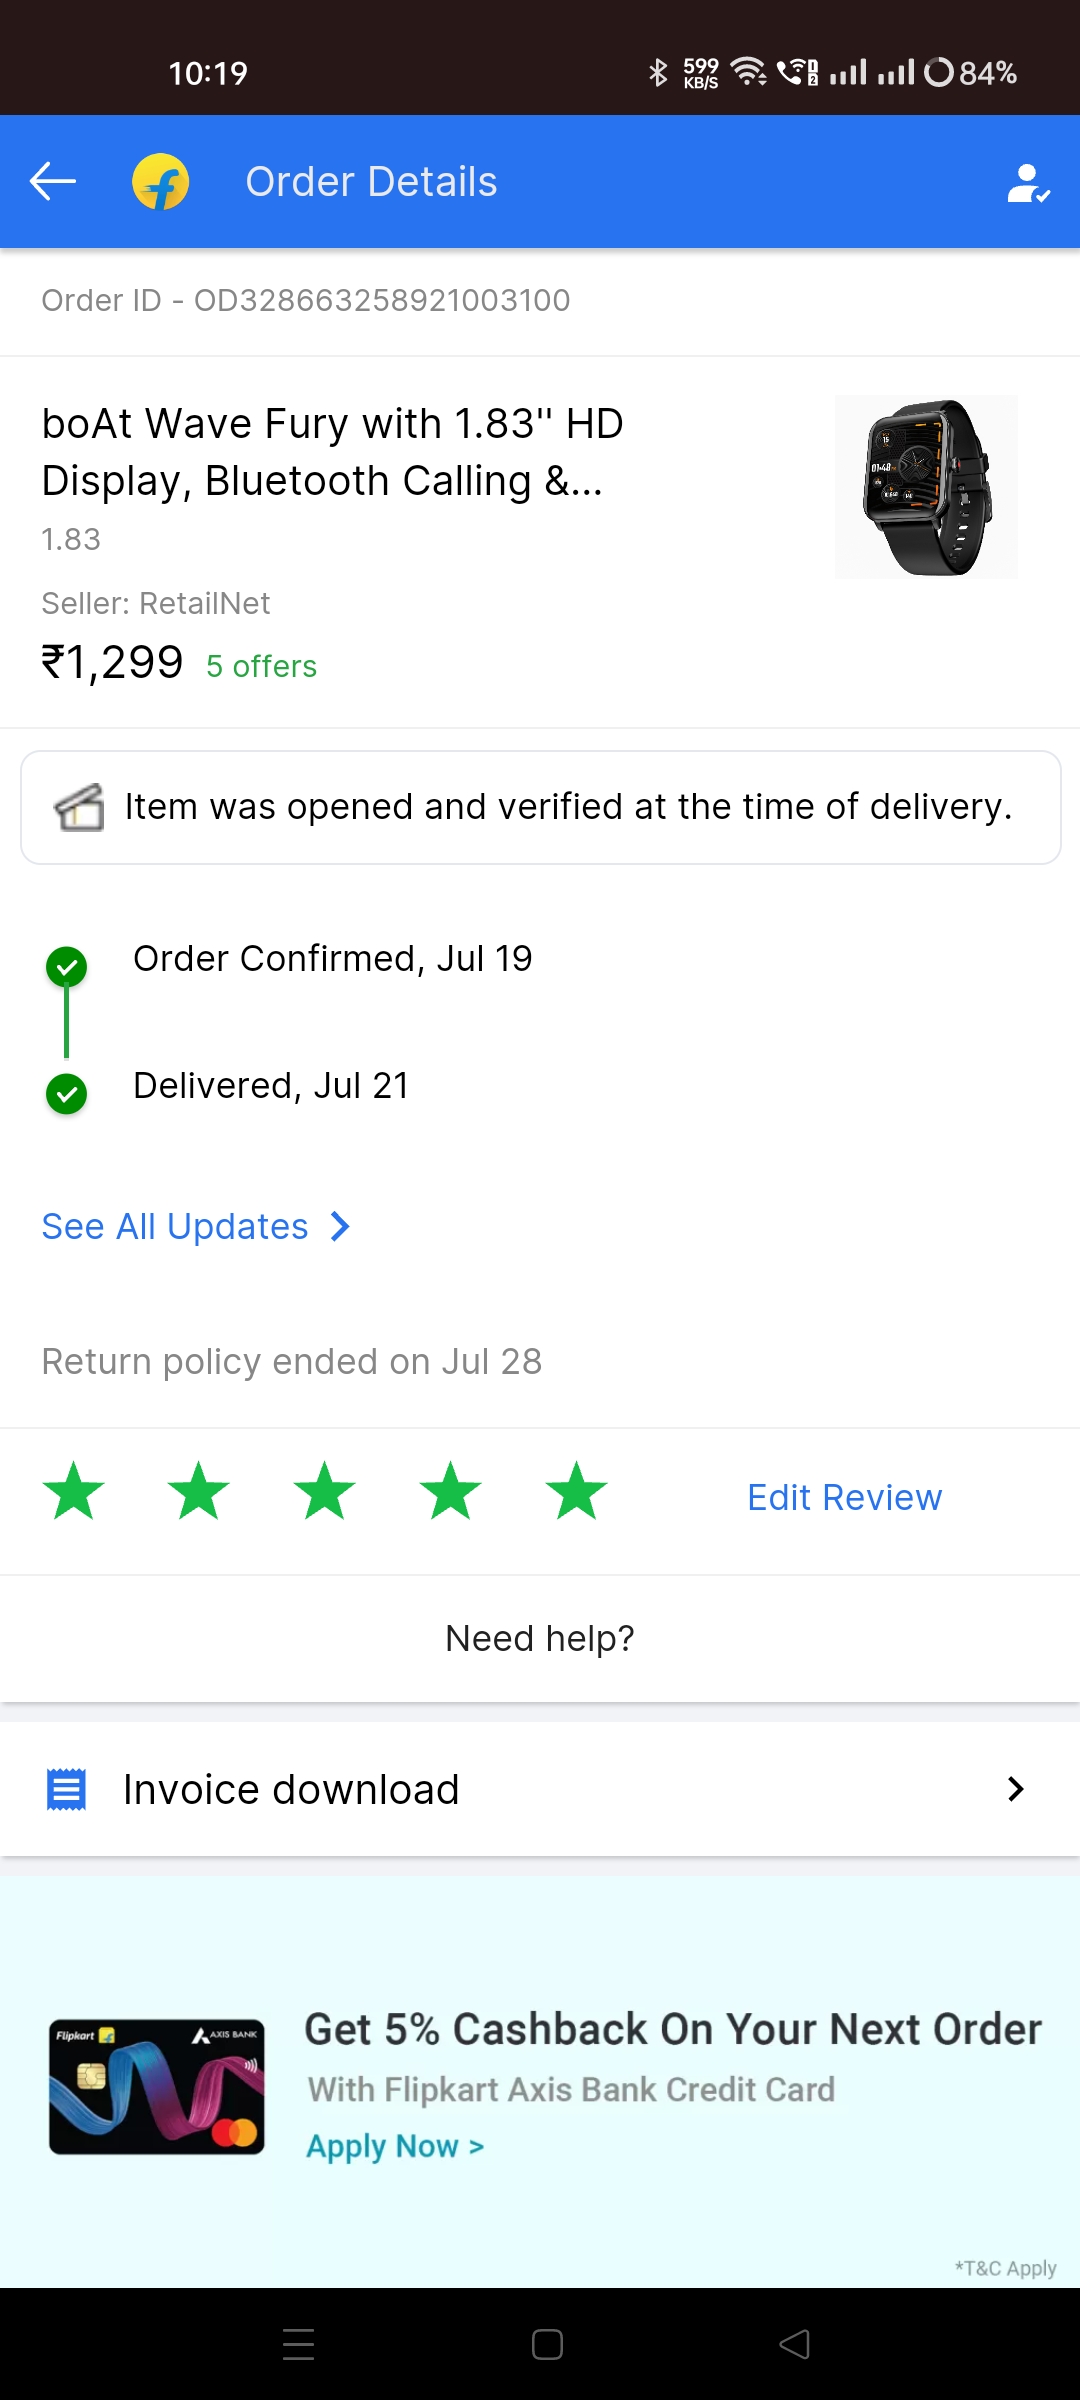 10:19
599
KB/S
84%
Order Details
Order ID - OD328663258921003100
boAt Wave Fury with 1.83" HD
Display, Bluetooth Calling &...
1.83
Seller: RetailNet
₹1,299 5 offers
Item was opened and verified at the time of delivery.
Order Confirmed, Jul 19
Delivered, Jul 21
See All Updates
Return policy ended on Jul 28
Edit Review
Need help?
Invoice download
Get 5% Cashback On Your Next Order
With Flipkart Axis Bank Credit Card
Apply Now >
Flipkart
AXIS BANK
*T&C Apply